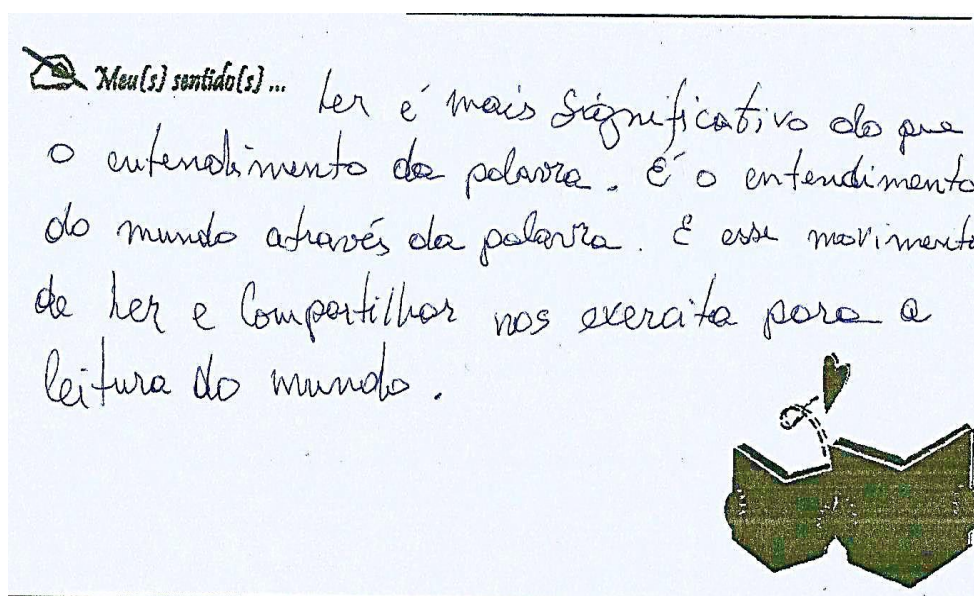 Meu(s) sentido(s)... Ler é mais significativo do que
o entendimento da palavra. É o entendimento
do mundo através da palavra. E esse movimento
de ler e Compartilhar nos exercita para a
leitura do mundo.